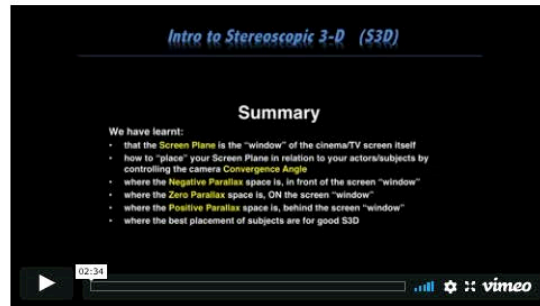 Intro to Stereoscopic 3-D (S3D)
Summary
We have learnt:
• that the Screen Plane is the "window" of the cinema/TV screen itself
• how to "place" your Screen Plane in relation to your actors/subjects by
controlling the camera Convergence Angle
• where the Negative Parallax space is, in front of the screen "window"
• where the Zero Parallax space is, ON the screen "window"
• where the Positive Parallax space is, behind the screen "window"
• where the best placement of subjects are for good S3D
02:34
vimeo